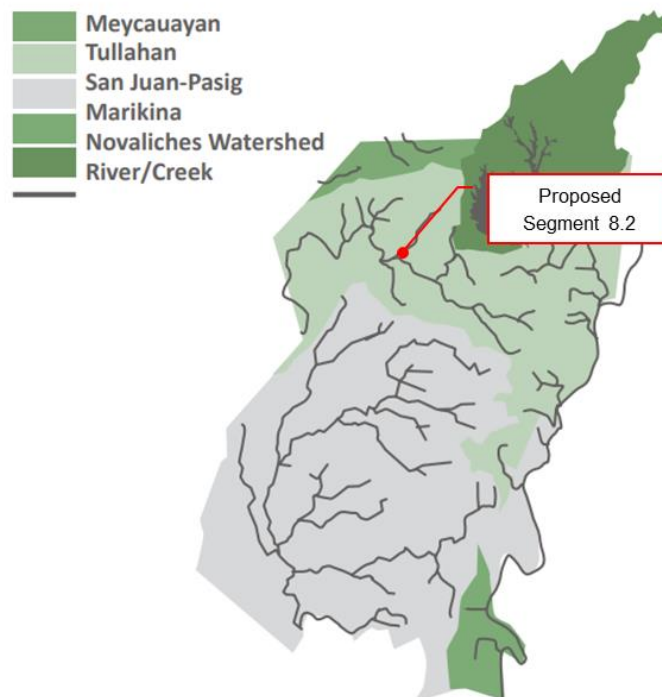 Meycauayan
Tullahan
San Juan-Pasig
Marikina
Novaliches Watershed
River/Creek
Proposed
Segment 8.2